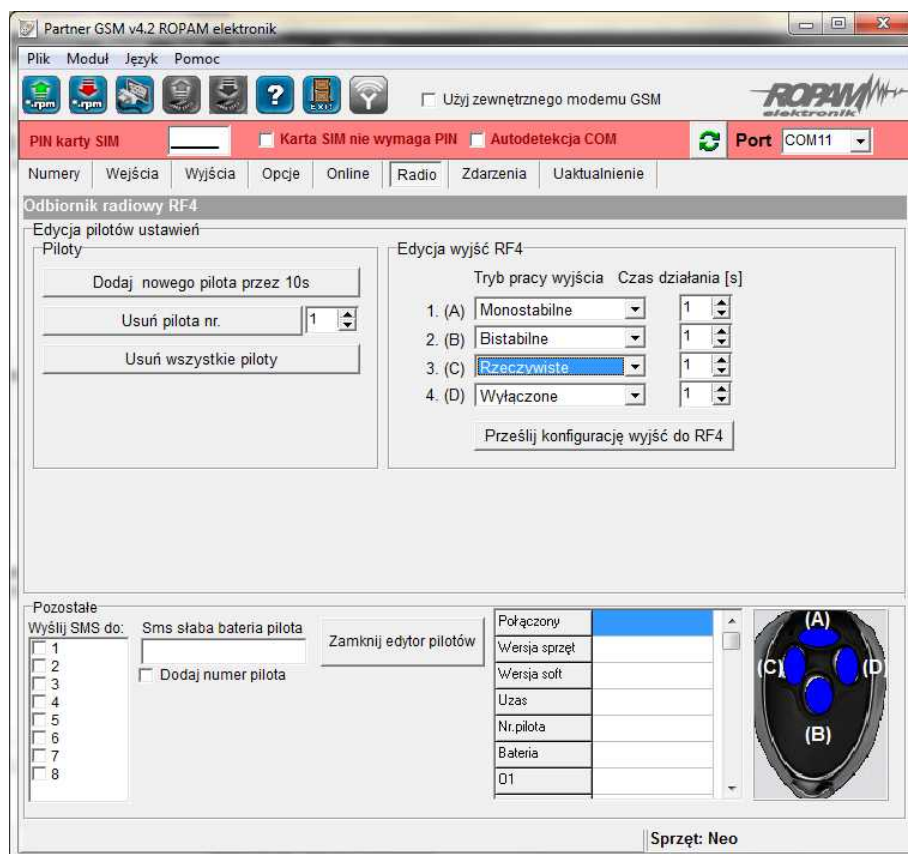 Partner GSM v4.2 ROPAM elektronik
Plik Moduł Język Pomoc
*.rpm *.rpm ? EXIT Użyj zewnętrznego modemu GSM ROPAM elektronik
PIN karty SIM Karta SIM nie wymaga PIN Autodetekcja COM Port COM11
Numery Wejścia Wyjścia Opcje Online Radio Zdarzenia Uaktualnienie
Odbiornik radiowy RF4
Edycja pilotów ustawień
Piloty
Dodaj nowego pilota przez 10s
Usuń pilota nr. 1
Usuń wszystkie piloty
Edycja wyjść RF4
Tryb pracy wyjścia Czas działania [s]
1. (A) Monostabilne 1
2. (B) Bistabilne 1
3. (C) Rzeczywiste 1
4. (D) Wyłączone 1
Prześlij konfigurację wyjść do RF4
Pozostałe
Wyślij SMS do:
1
2
3
4
5
6
7
8
Sms słaba bateria pilota
Dodaj numer pilota
Zamknij edytor pilotów
Połączony
Wersja sprzęt
Wersja soft
Uzas
Nr.pilota
Bateria
O1
(A)
(C) (D)
(B)
Sprzęt: Neo